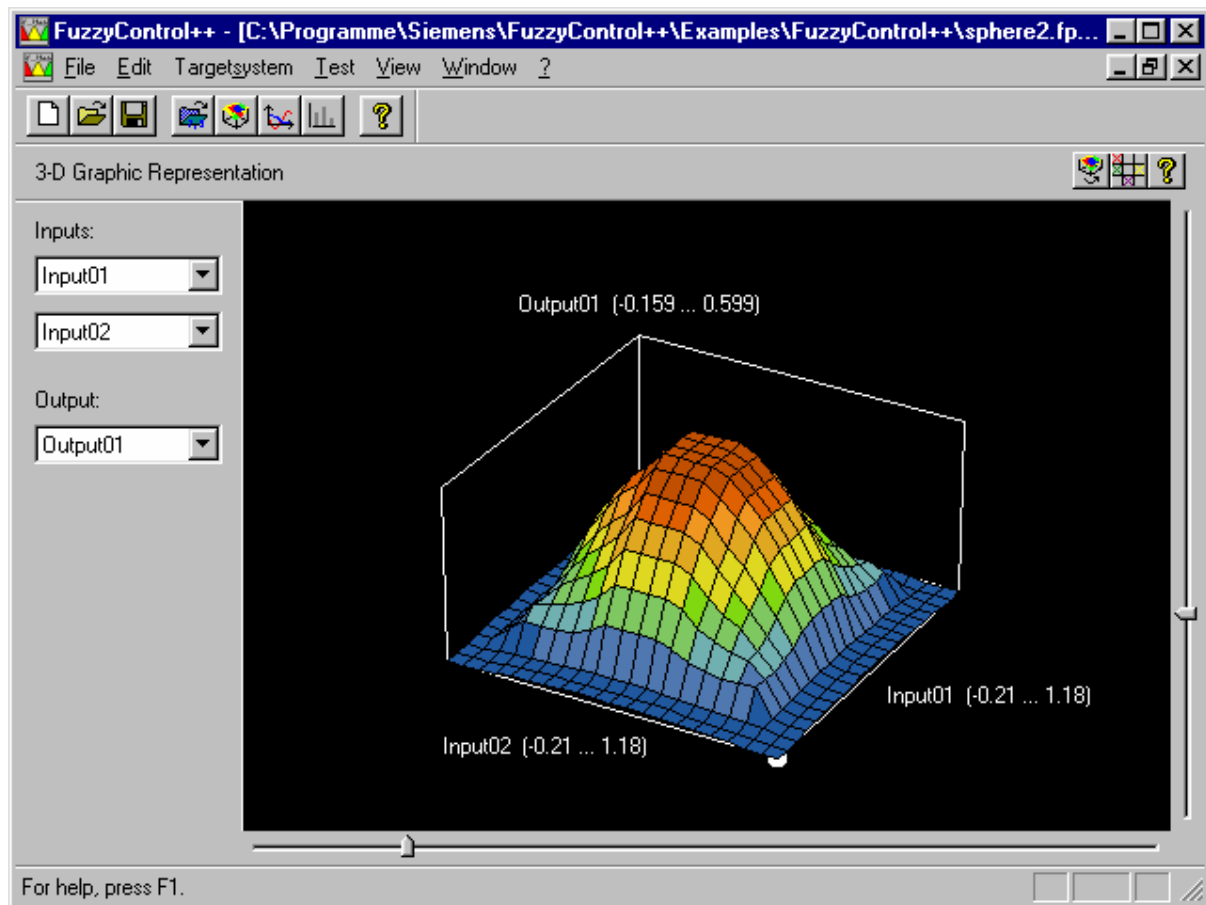 FuzzyControl++ - [C:\Programme\Siemens\FuzzyControl++\Examples\FuzzyControl++\sphere2.fp...
File Edit Targetsystem Test View Window ?
3-D Graphic Representation
Inputs:
Input01
Input02
Output:
Output01
Output01 (-0.159 ... 0.599)
Input01 (-0.21 ... 1.18)
Input02 (-0.21 ... 1.18)
For help, press F1.